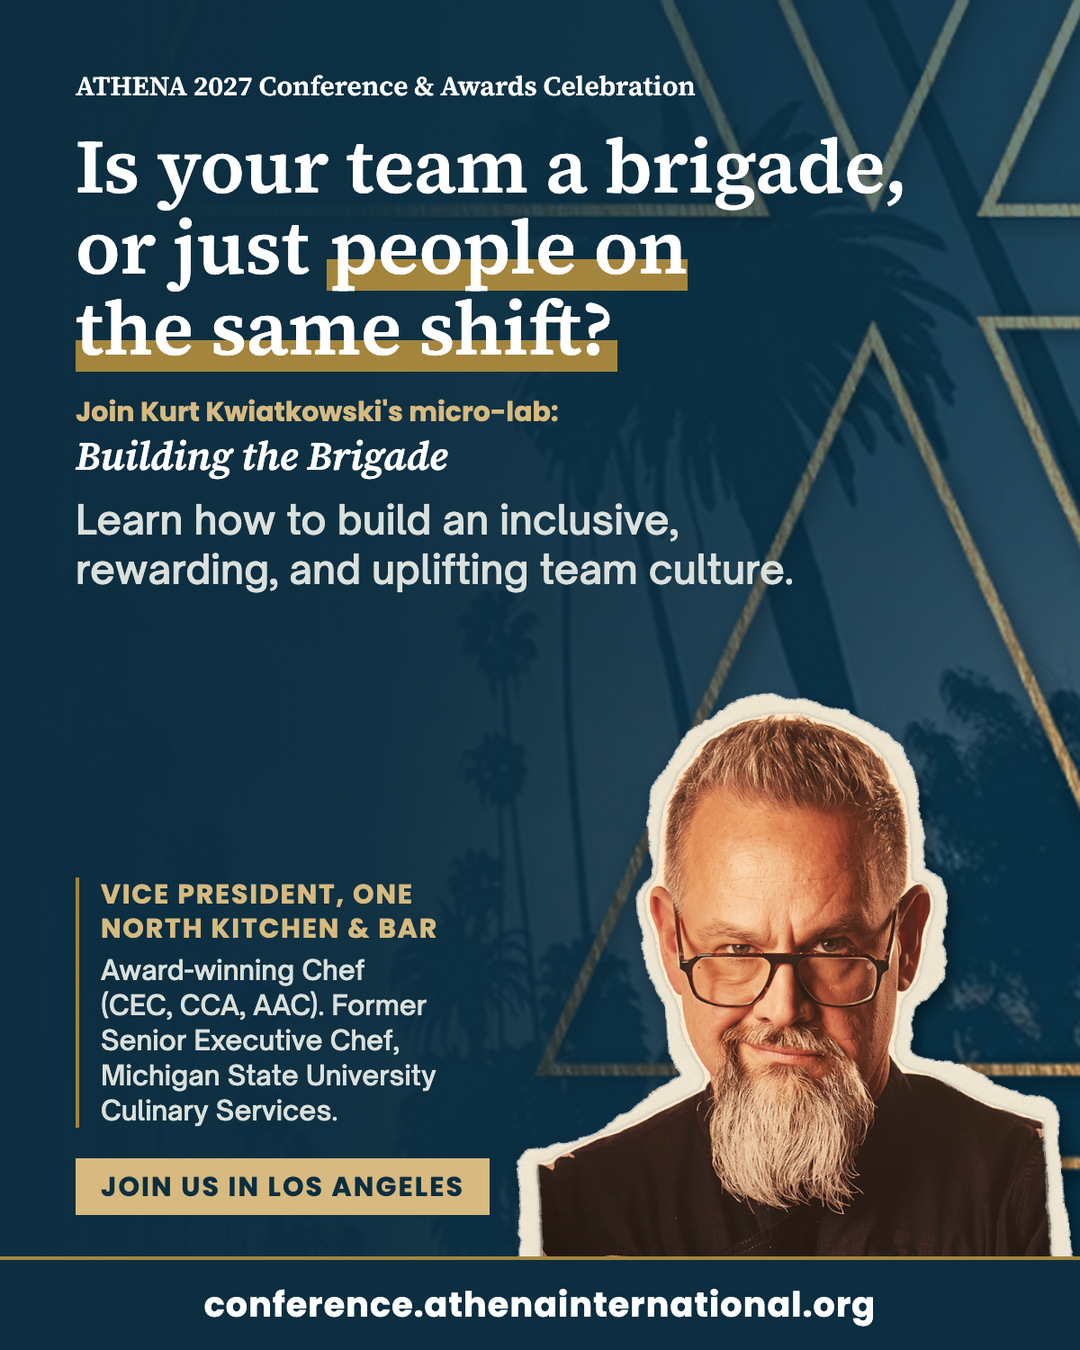 ATHENA 2027 Conference & Awards Celebration
Is your team a brigade,
or just people on
the same shift?
Join Kurt Kwiatkowski's micro-lab:
Building the Brigade
Learn how to build an inclusive,
rewarding, and uplifting team culture.
VICE PRESIDENT, ONE
NORTH KITCHEN & BAR
Award-winning Chef
(CEC, CCA, AAC). Former
Senior Executive Chef,
Michigan State University
Culinary Services.
JOIN US IN LOS ANGELES
conference.athenainternational.org